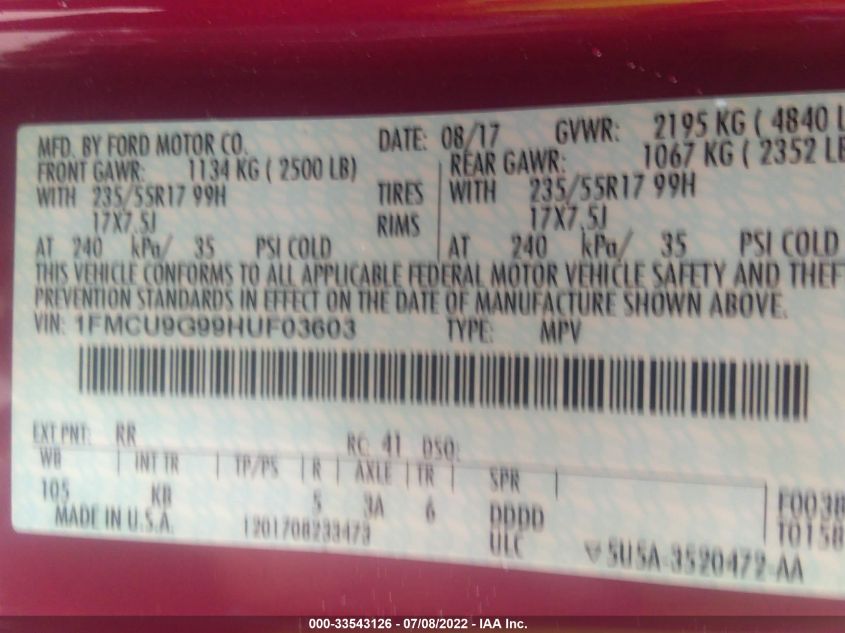 MFD. BY FORD MOTOR CO. DATE: 08/17 GVWR: 2195 KG ( 4840 L
FRONT GAWR: 1134 KG ( 2500 LB) REAR GAWR: 1067 KG ( 2352 LB
WITH 235/55R17 99H TIRES WITH 235/55R17 99H
17X7.5J RIMS 17X7.5J
AT 240 kPa/ 35 PSI COLD AT 240 kPa/ 35 PSI COLD
THIS VEHICLE CONFORMS TO ALL APPLICABLE FEDERAL MOTOR VEHICLE SAFETY AND THEFT
PREVENTION STANDARDS IN EFFECT ON THE DATE OF MANUFACTURE SHOWN ABOVE.
VIN: 1FMCU9G99HUF03603 TYPE: MPV
EXT PNT: RR RC: 41 DSO:
WB INT TR TP/PS R AXLE TR SPR
105 KB 5 3A 6 DDDD F0038
MADE IN U.S.A. 1201708233473 ULC T0158
5U5A-3520472-AA
000-33543126 - 07/08/2022 - IAA Inc.